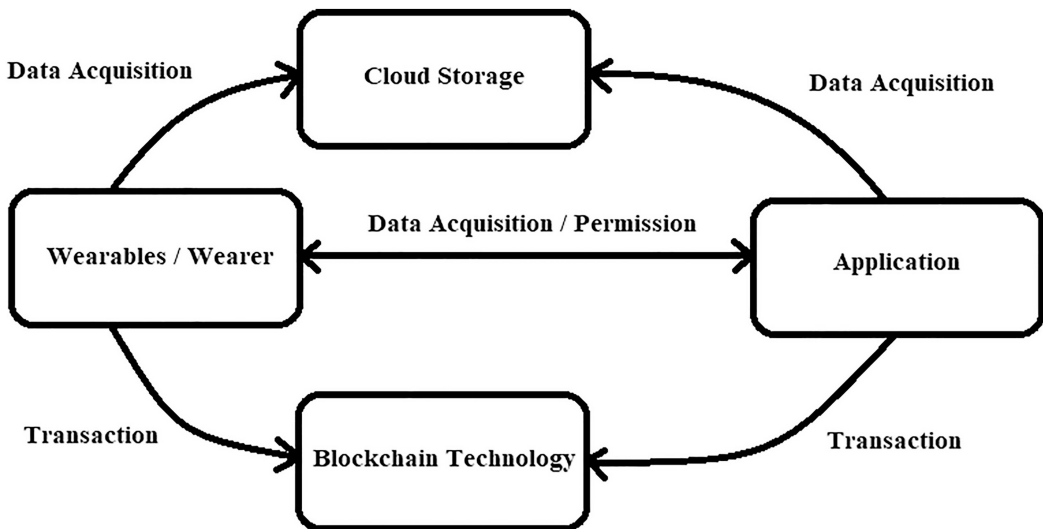 Data Acquisition
Cloud Storage
Data Acquisition
Wearables / Wearer
Data Acquisition / Permission
Application
Transaction
Blockchain Technology
Transaction